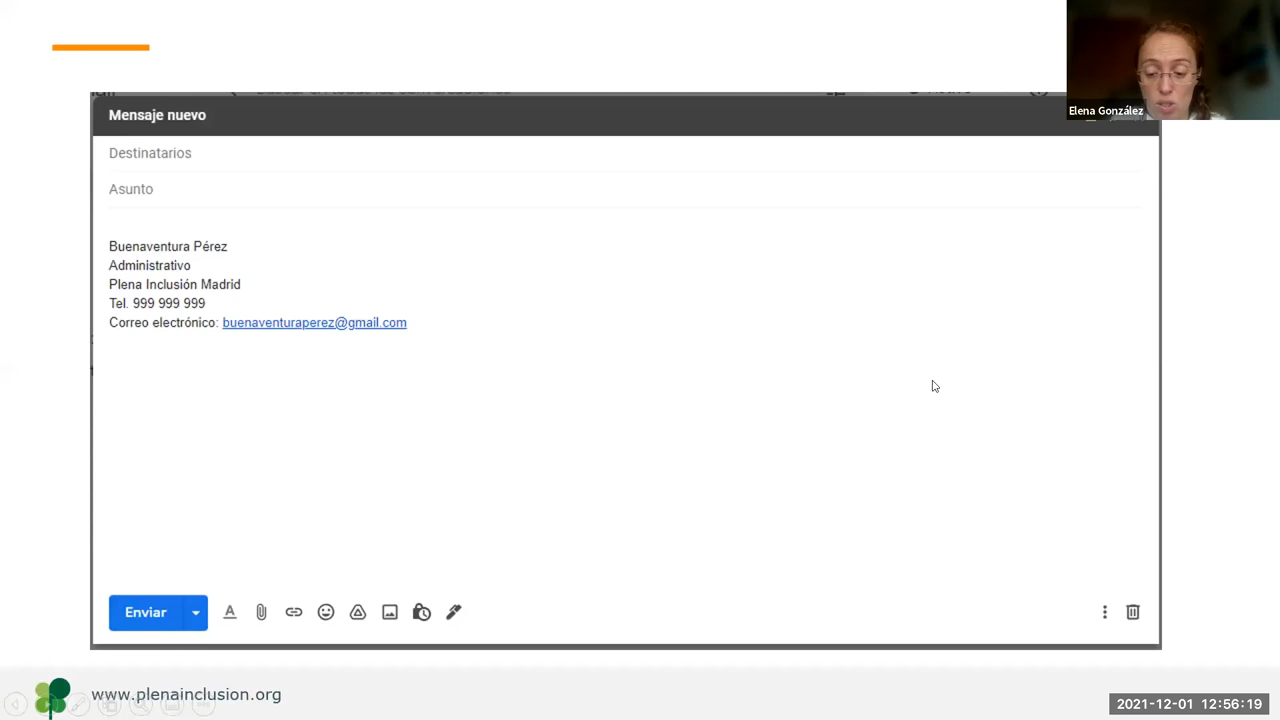 Elena González
Mensaje nuevo
Destinatarios
Asunto
Buenaventura Pérez
Administrativo
Plena Inclusión Madrid
Tel. 999 999 999
Correo electrónico: buenaventuraperez@gmail.com
Enviar
www.plenainclusion.org
2021-12-01 12:56:19